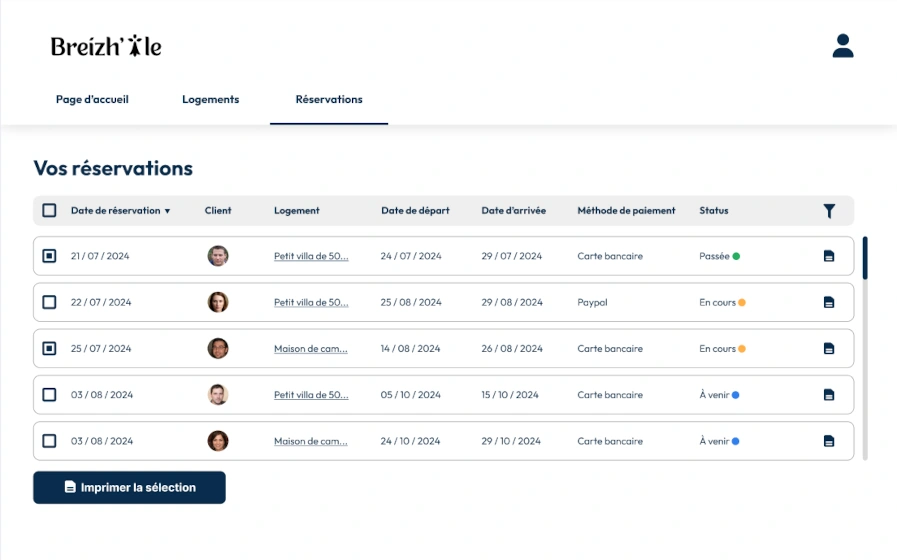 Breizh' le
Page d'accueil Logements Réservations
Vos réservations
Date de réservation ▼ Client Logement Date de départ Date d'arrivée Méthode de paiement Status
21 / 07 / 2024 Petit villa de 50... 24 / 07 / 2024 29 / 07 / 2024 Carte bancaire Passée
22 / 07 / 2024 Petit villa de 50... 25 / 08 / 2024 29 / 08 / 2024 Paypal En cours
25 / 07 / 2024 Maison de cam... 14 / 08 / 2024 26 / 08 / 2024 Carte bancaire En cours
03 / 08 / 2024 Petit villa de 50... 05 / 10 / 2024 15 / 10 / 2024 Carte bancaire À venir
03 / 08 / 2024 Maison de cam... 24 / 10 / 2024 29 / 10 / 2024 Carte bancaire À venir
Imprimer la sélection